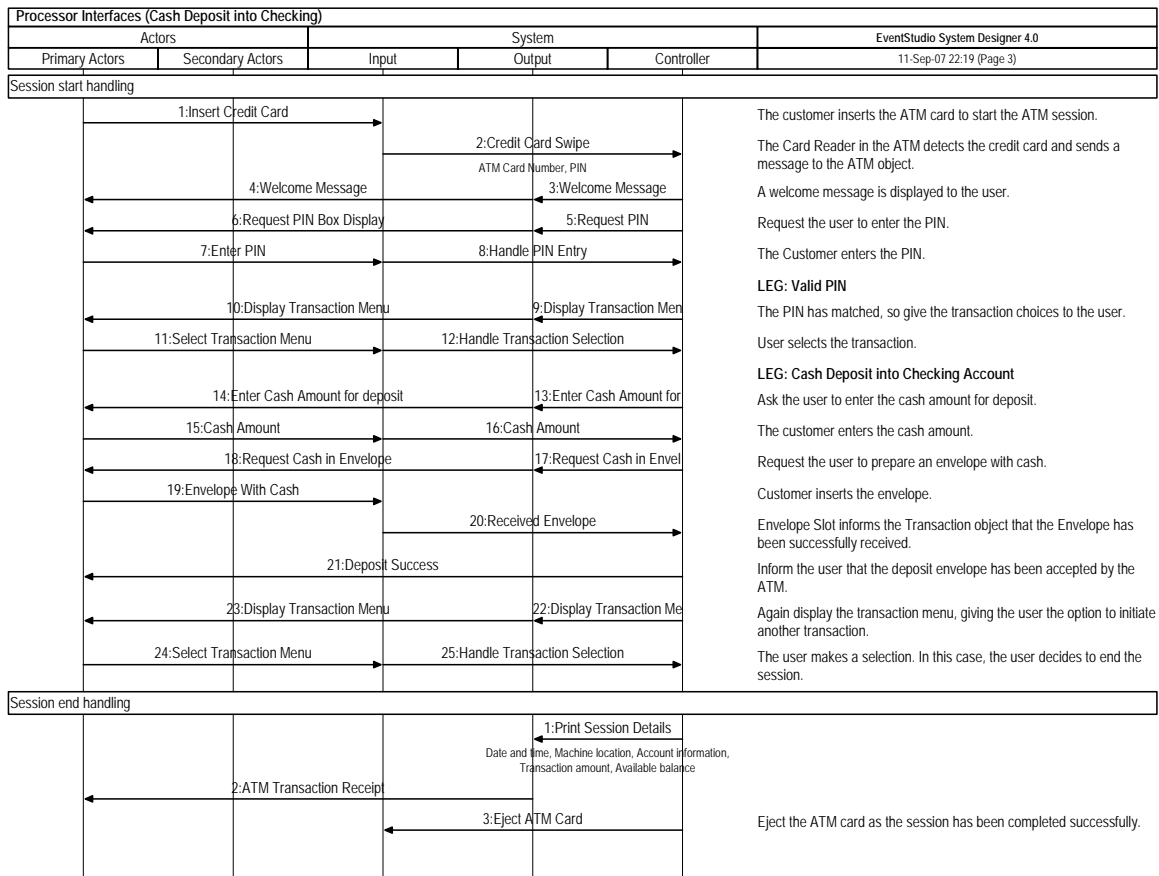 Processor Interfaces (Cash Deposit into Checking)
Actors
System
EventStudio System Designer 4.0
Primary Actors
Secondary Actors
Input
Output
Controller
11-Sep-07 22:19 (Page 3)
Session start handling
1:Insert Credit Card
The customer inserts the ATM card to start the ATM session.
2:Credit Card Swipe
ATM Card Number, PIN
The Card Reader in the ATM detects the credit card and sends a
message to the ATM object.
4:Welcome Message
3:Welcome Message
A welcome message is displayed to the user.
6:Request PIN Box Display
5:Request PIN
Request the user to enter the PIN.
7:Enter PIN
8:Handle PIN Entry
The Customer enters the PIN.
LEG: Valid PIN
10:Display Transaction Menu
9:Display Transaction Men
The PIN has matched, so give the transaction choices to the user.
11:Select Transaction Menu
12:Handle Transaction Selection
User selects the transaction.
LEG: Cash Deposit into Checking Account
14:Enter Cash Amount for deposit
13:Enter Cash Amount for
Ask the user to enter the cash amount for deposit.
15:Cash Amount
16:Cash Amount
The customer enters the cash amount.
18:Request Cash in Envelope
17:Request Cash in Envel
Request the user to prepare an envelope with cash.
19:Envelope With Cash
Customer inserts the envelope.
20:Received Envelope
Envelope Slot informs the Transaction object that the Envelope has
been successfully received.
21:Deposit Success
Inform the user that the deposit envelope has been accepted by the
ATM.
23:Display Transaction Menu
22:Display Transaction Me
Again display the transaction menu, giving the user the option to initiate
another transaction.
24:Select Transaction Menu
25:Handle Transaction Selection
The user makes a selection. In this case, the user decides to end the
session.
Session end handling
1:Print Session Details
Date and time, Machine location, Account information,
Transaction amount, Available balance
2:ATM Transaction Receipt
3:Eject ATM Card
Eject the ATM card as the session has been completed successfully.